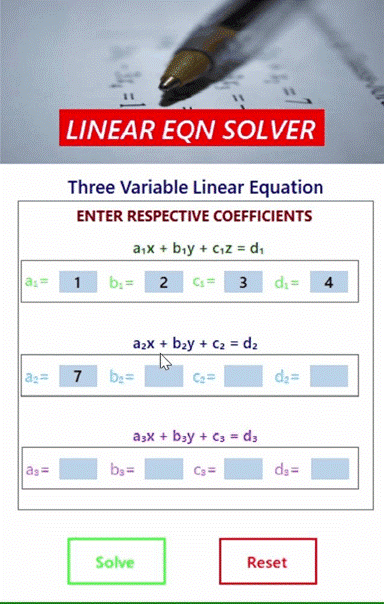 LINEAR EQN SOLVER
Three Variable Linear Equation
ENTER RESPECTIVE COEFFICIENTS
a₁x + b₁y + c₁z = d₁
a₁= 1 b₁= 2 c₁= 3 d₁= 4
a₂x + b₂y + c₂ = d₂
a₂= 7 b₂= c₂= d₂=
a₃x + b₃y + c₃ = d₃
a₃= b₃= c₃= d₃=
Solve Reset